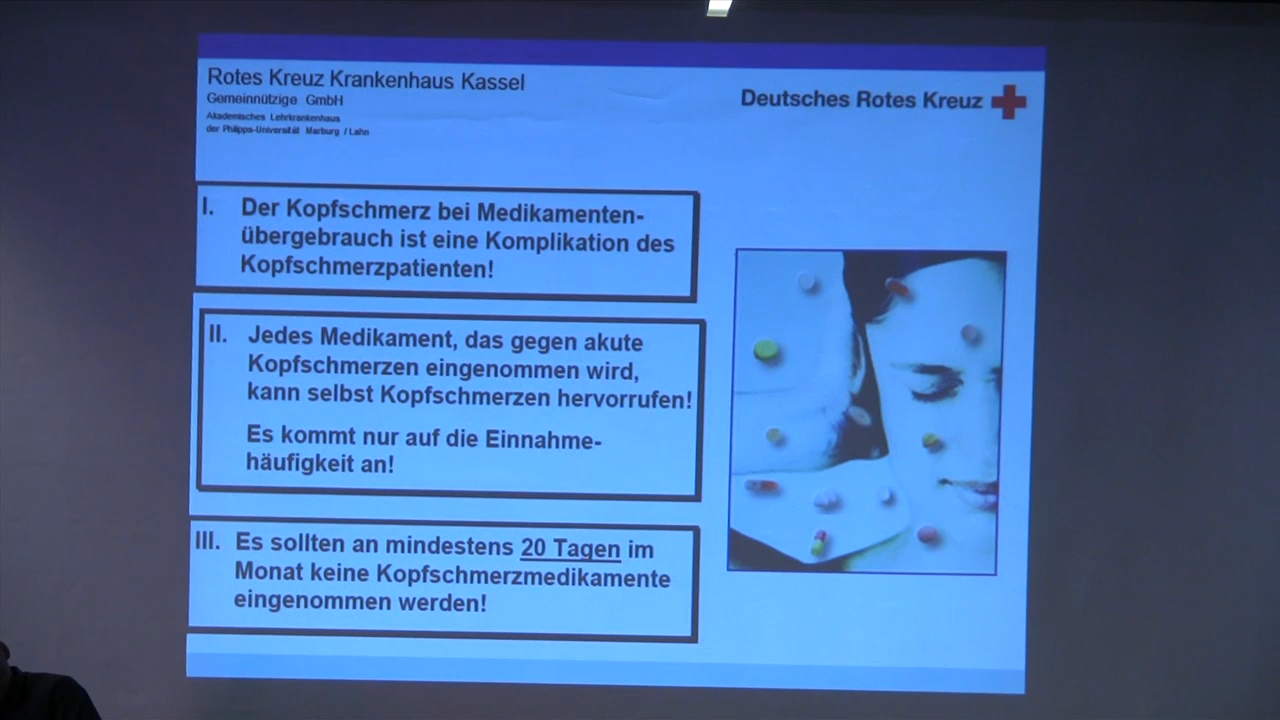 Rotes Kreuz Krankenhaus Kassel
Gemeinnützige GmbH
Akademisches Lehrkrankenhaus
der Philipps-Universität Marburg / Lahn
Deutsches Rotes Kreuz
I. Der Kopfschmerz bei Medikamenten-
übergebrauch ist eine Komplikation des
Kopfschmerzpatienten!
II. Jedes Medikament, das gegen akute
Kopfschmerzen eingenommen wird,
kann selbst Kopfschmerzen hervorrufen!
Es kommt nur auf die Einnahme-
häufigkeit an!
III. Es sollten an mindestens 20 Tagen im
Monat keine Kopfschmerzmedikamente
eingenommen werden!